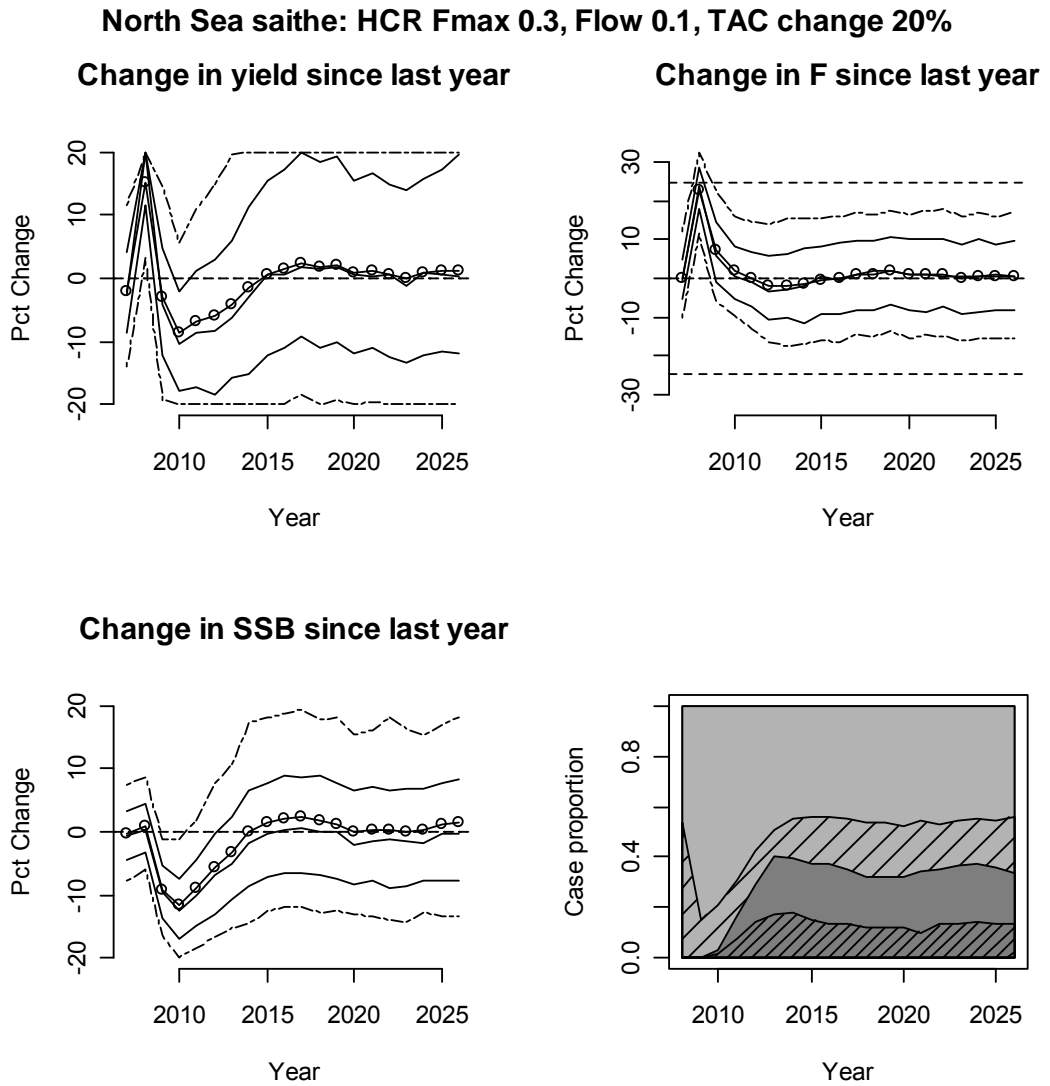 North Sea saithe: HCR Fmax 0.3, Flow 0.1, TAC change 20%
Change in yield since last year
Pct Change
20
10
0
-10
-20
2010 2015 2020 2025
Year
Change in F since last year
Pct Change
30
10
-10
-30
2010 2015 2020 2025
Year
Change in SSB since last year
Pct Change
20
10
0
-10
-20
2010 2015 2020 2025
Year
Case proportion
0.8
0.4
0.0
2010 2015 2020 2025
Year